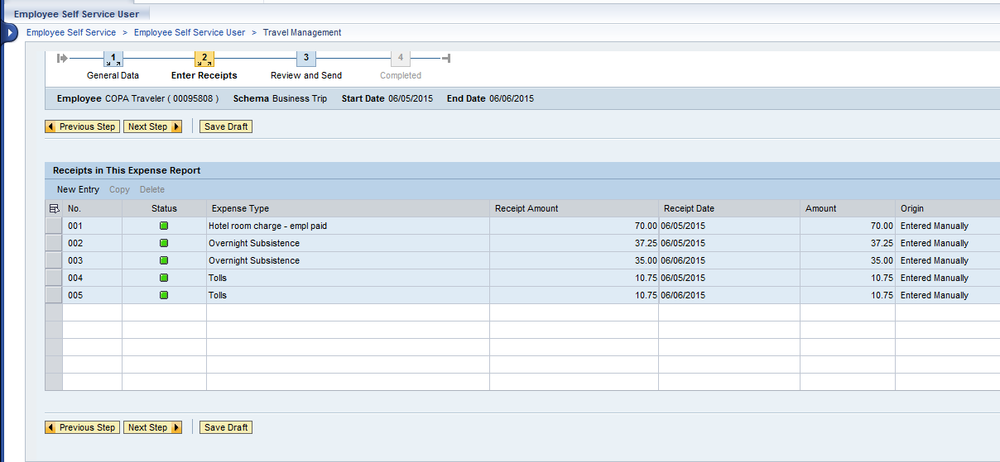 Employee Self Service User
Employee Self Service > Employee Self Service User > Travel Management
1 2 3 4
General Data Enter Receipts Review and Send Completed
Employee COPA Traveler ( 00095808 ) Schema Business Trip Start Date 06/05/2015 End Date 06/06/2015
Previous Step Next Step Save Draft
Receipts in This Expense Report
New Entry Copy Delete
No. Status Expense Type Receipt Amount Receipt Date Amount Origin
001 Hotel room charge - empl paid 70.00 06/05/2015 70.00 Entered Manually
002 Overnight Subsistence 37.25 06/05/2015 37.25 Entered Manually
003 Overnight Subsistence 35.00 06/06/2015 35.00 Entered Manually
004 Tolls 10.75 06/05/2015 10.75 Entered Manually
005 Tolls 10.75 06/06/2015 10.75 Entered Manually
Previous Step Next Step Save Draft